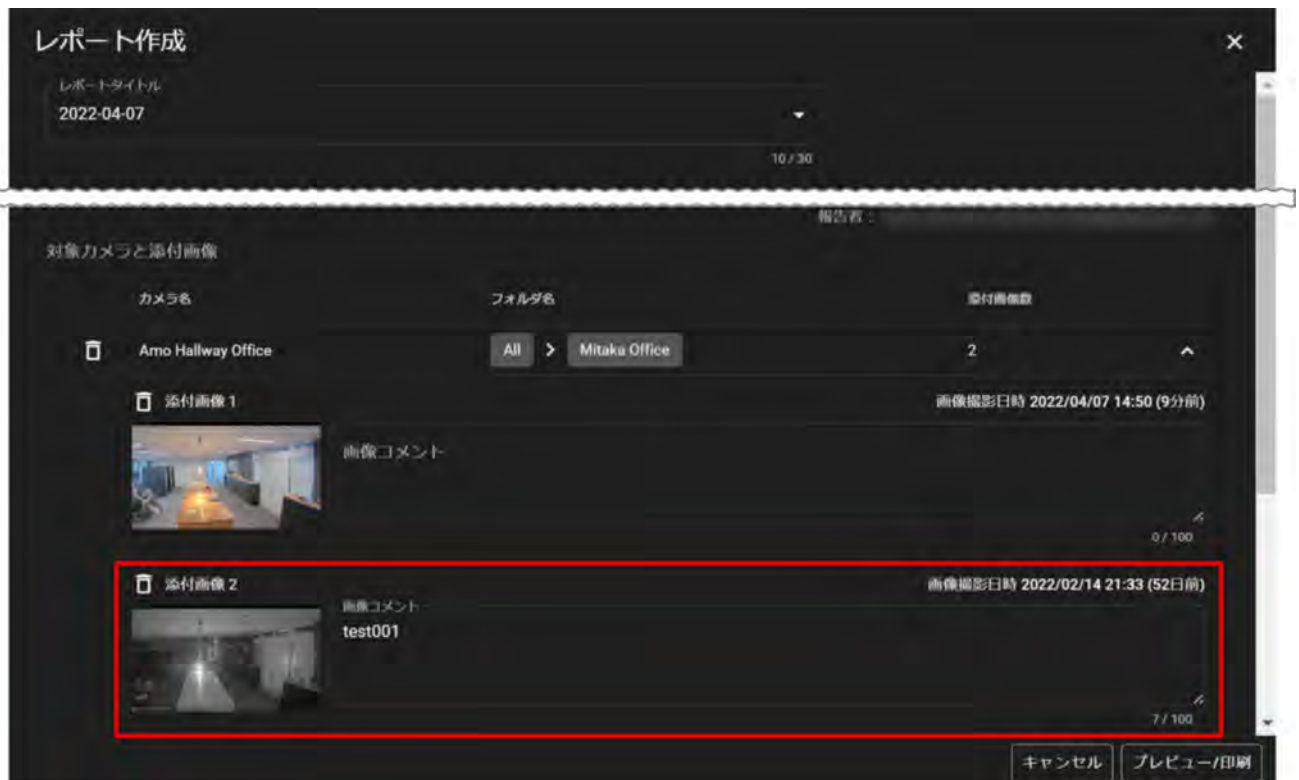 レポート作成
レポートタイトル
2022-04-07
10 / 30
報告者 :
対象カメラと添付画像
カメラ名 フォルダ名 添付画像数
Amo Hallway Office All > Mitaka Office 2
添付画像 1 画像撮影日時 2022/04/07 14:50 (9分前)
画像コメント
0 / 100
添付画像 2 画像撮影日時 2022/02/14 21:33 (52日前)
画像コメント
test001
7 / 100
キャンセル プレビュー/印刷